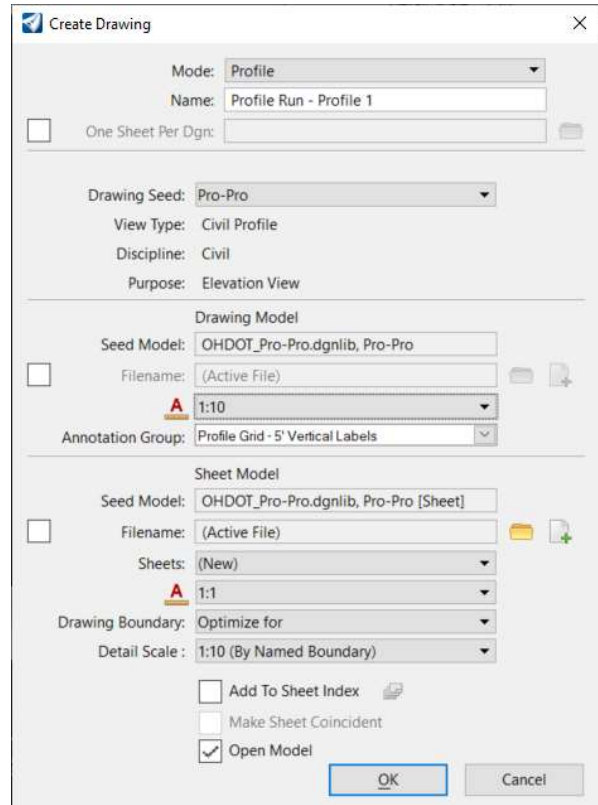 Create Drawing
Mode: Profile
Name: Profile Run - Profile 1
One Sheet Per Dgn:
Drawing Seed: Pro-Pro
View Type: Civil Profile
Discipline: Civil
Purpose: Elevation View
Drawing Model
Seed Model: OHDOT_Pro-Pro.dgnlib, Pro-Pro
Filename: (Active File)
A 1:10
Annotation Group: Profile Grid - 5' Vertical Labels
Sheet Model
Seed Model: OHDOT_Pro-Pro.dgnlib, Pro-Pro [Sheet]
Filename: (Active File)
Sheets: (New)
A 1:1
Drawing Boundary: Optimize for
Detail Scale : 1:10 (By Named Boundary)
Add To Sheet Index
Make Sheet Coincident
Open Model
OK Cancel